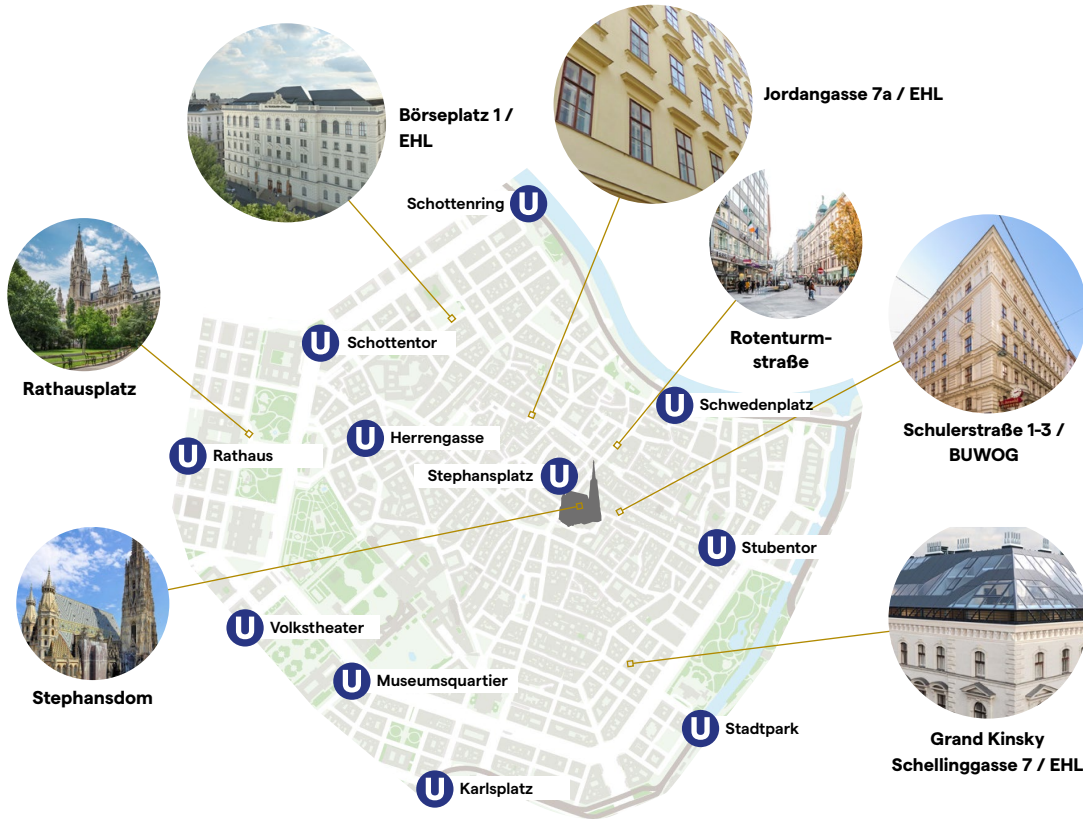 Börseplatz 1 /
EHL
Jordangasse 7a / EHL
U
Schottenring
Rotenturm-
straße
U
Schottentor
Rathausplatz
U
Schwedenplatz
U
Herrengasse
U
Rathaus
Schulerstraße 1-3 /
BUWOG
Stephansplatz
U
U
Stubentor
U
Volkstheater
U
Museumsquartier
Stephansdom
U
Stadtpark
Grand Kinsky
Schellinggasse 7 / EHL
U
Karlsplatz